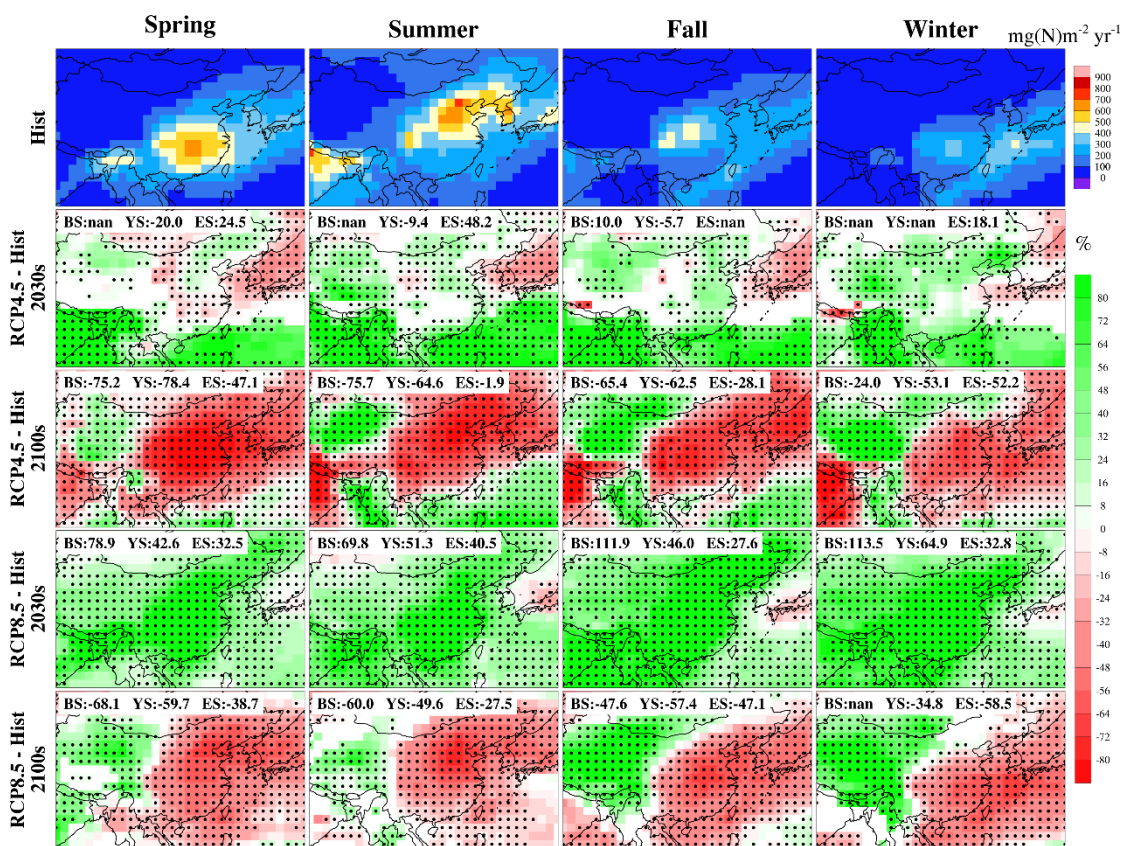 Spring Summer Fall Winter mg(N)m⁻² yr⁻¹
Hist
900
800
700
600
500
400
300
200
100
0
RCP4.5 - Hist
2030s
BS:nan YS:-20.0 ES:24.5
BS:nan YS:-9.4 ES:48.2
BS:10.0 YS:-5.7 ES:nan
BS:nan YS:nan ES:18.1
%
RCP4.5 - Hist
2100s
BS:-75.2 YS:-78.4 ES:-47.1
BS:-75.7 YS:-64.6 ES:-1.9
BS:-65.4 YS:-62.5 ES:-28.1
BS:-24.0 YS:-53.1 ES:-52.2
RCP8.5 - Hist
2030s
BS:78.9 YS:42.6 ES:32.5
BS:69.8 YS:51.3 ES:40.5
BS:111.9 YS:46.0 ES:27.6
BS:113.5 YS:64.9 ES:32.8
RCP8.5 - Hist
2100s
BS:-68.1 YS:-59.7 ES:-38.7
BS:-60.0 YS:-49.6 ES:-27.5
BS:-47.6 YS:-57.4 ES:-47.1
BS:nan YS:-34.8 ES:-58.5
80
72
64
56
48
40
32
24
16
8
0
-8
-16
-24
-32
-40
-48
-56
-64
-72
-80